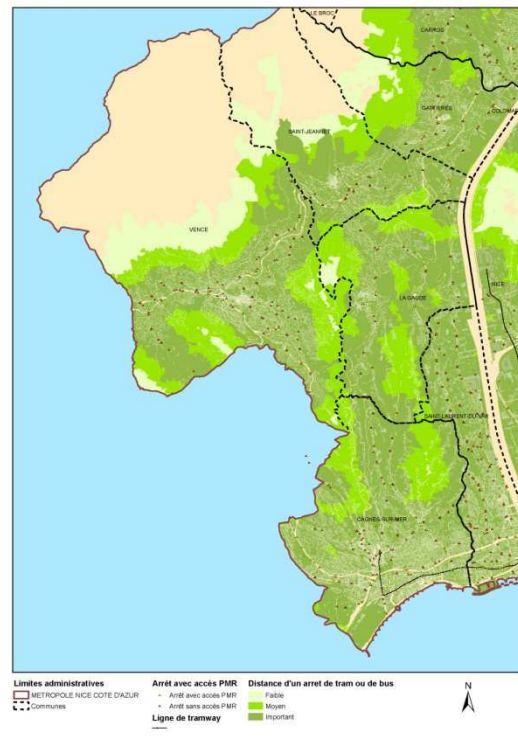 LE BROC
CARROS
GATTIERES
COLOMAR
SAINT-JEANNET
VENCE
NICE
LA GAUDE
SAINT-LAURENT-DU-VAR
CAGNES-SUR-MER
Limites administratives
METROPOLE NICE COTE D'AZUR
Communes
Arrêt avec accès PMR
Arrêt avec accès PMR
Arrêt sans accès PMR
Ligne de tramway
Distance d'un arret de tram ou de bus
Faible
Moyen
Important
N